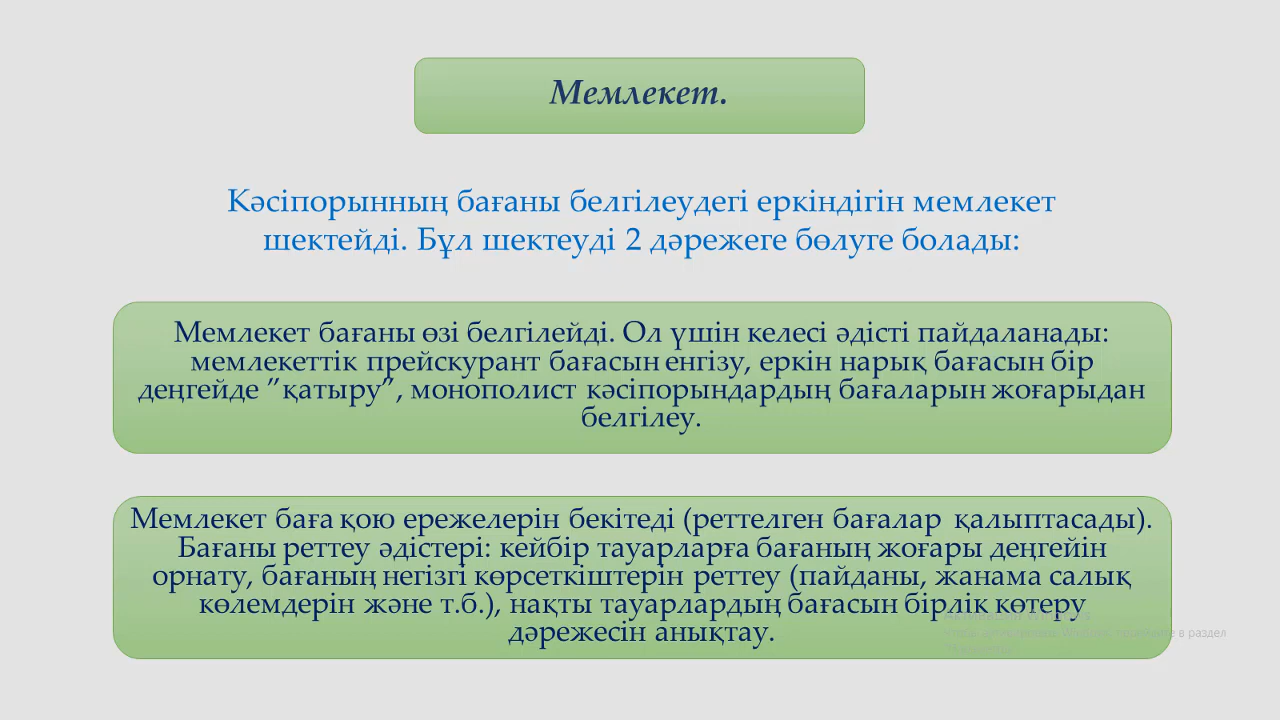 Мемлекет.
Кәсіпорынның бағаны белгілеудегі еркіндігін мемлекет
шектейді. Бұл шектеуді 2 дәрежеге бөлуге болады:
Мемлекет бағаны өзі белгілейді. Ол үшін келесі әдісті пайдаланады:
мемлекеттік прейскурант бағасын енгізу, еркін нарық бағасын бір
деңгейде ”қатыру”, монополист кәсіпорындардың бағаларын жоғарыдан
белгілеу.
Мемлекет баға қою ережелерін бекітеді (реттелген бағалар қалыптасады).
Бағаны реттеу әдістері: кейбір тауарларға бағаның жоғары деңгейін
орнату, бағаның негізгі көрсеткіштерін реттеу (пайданы, жанама салық
көлемдерін және т.б.), нақты тауарлардың бағасын бірлік көтеру
дәрежесін анықтау.
в раздел